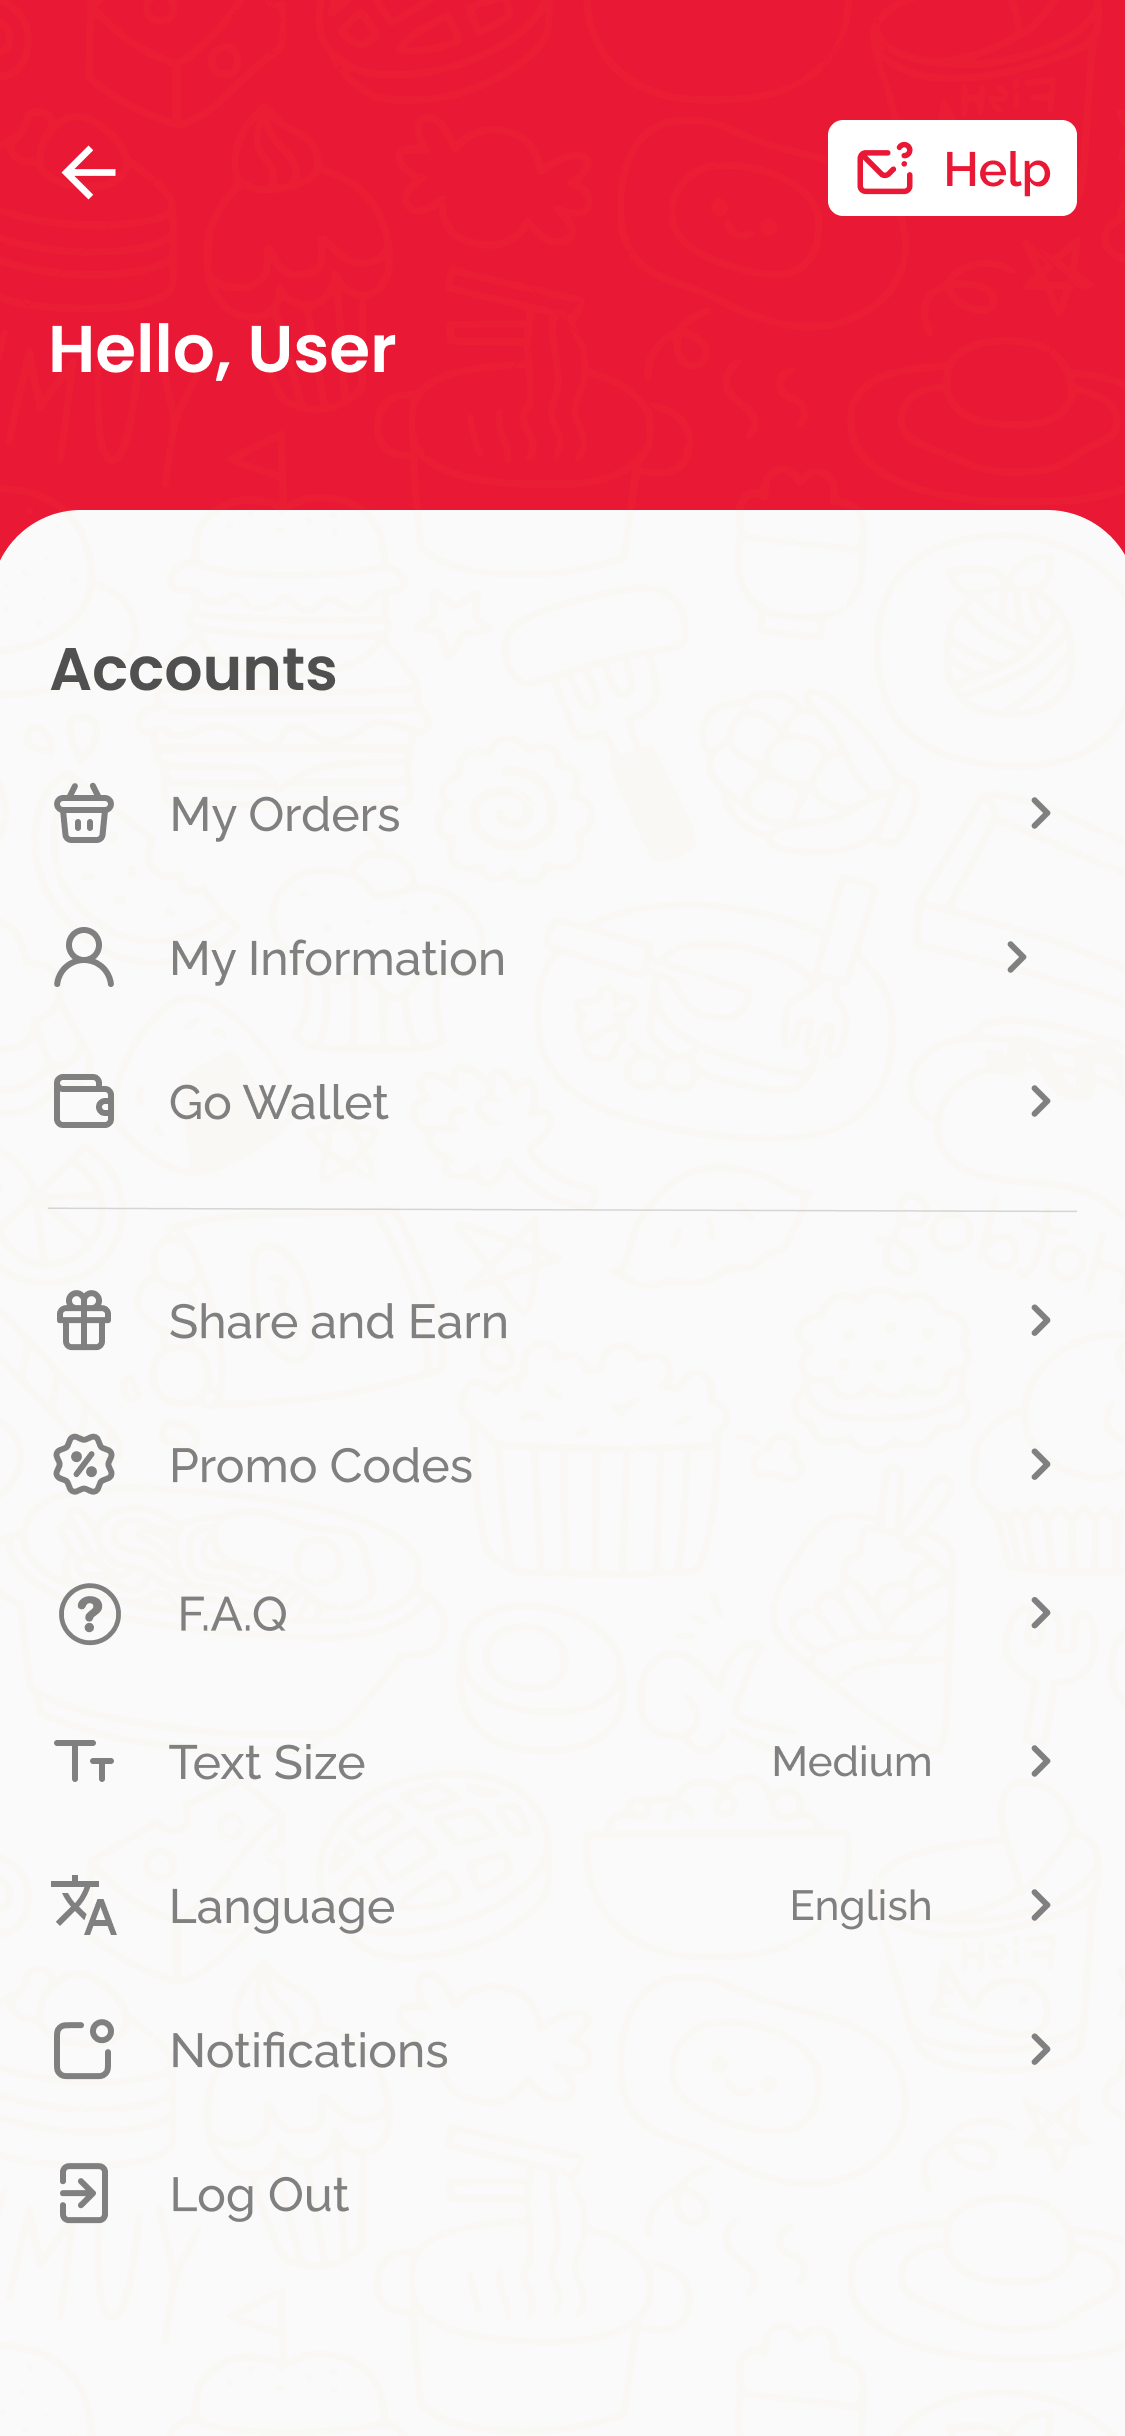 Help
Hello, User
Accounts
My Orders
My Information
Go Wallet
Share and Earn
Promo Codes
F.A.Q
Text Size Medium
Language English
Notifications
Log Out